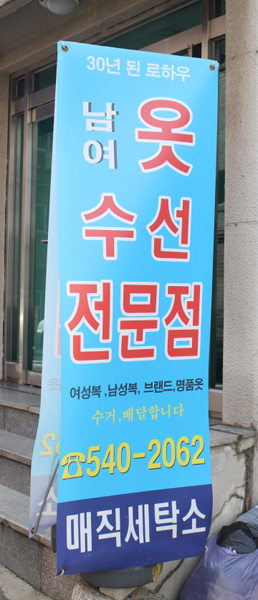 30년 된 로하우
남여 옷
수선
전문점
여성복 ,남성복, 브랜드,명품옷
수거,배달합니다
☎540-2062
매직세탁소